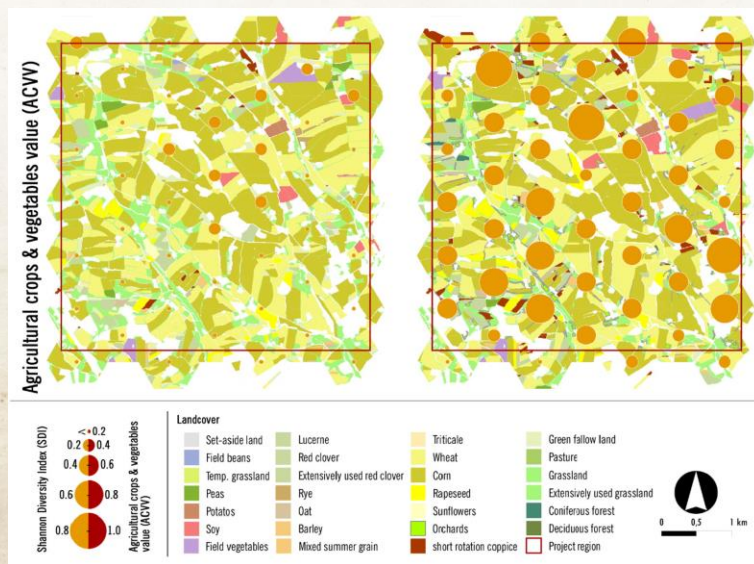 Agricultural crops & vegetables value (ACVV)
Shannon Diversity Index (SDI)
< 0.2
0.2 0.4
0.4 0.6
0.6 0.8
0.8 1.0
Agricultural crops & vegetables
value (ACVV)
Landcover
Set-aside land
Field beans
Temp. grassland
Peas
Potatos
Soy
Field vegetables
Lucerne
Red clover
Extensively used red clover
Rye
Oat
Barley
Mixed summer grain
Triticale
Wheat
Corn
Rapeseed
Sunflowers
Orchards
short rotation coppice
Green fallow land
Pasture
Grassland
Extensively used grassland
Coniferous forest
Deciduous forest
Project region
0 0,5 1 km